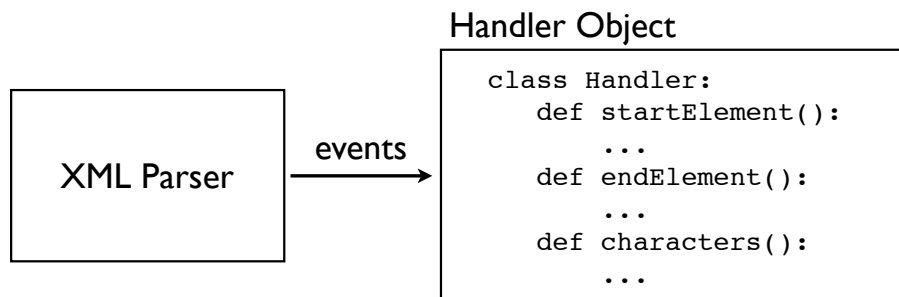 Handler Object
class Handler:
def startElement():
...
def endElement():
...
def characters():
...
XML Parser
events